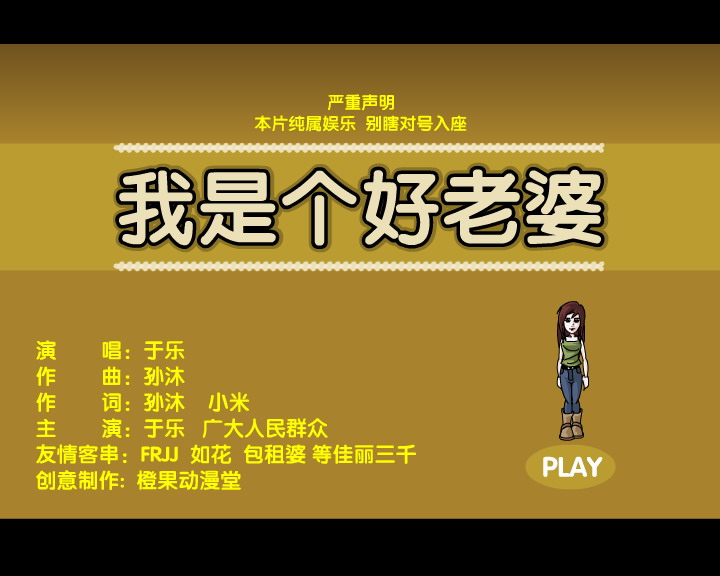 严重声明
本片纯属娱乐 别瞎对号入座
我是个好老婆
演 唱：于乐
作 曲：孙沐
作 词：孙沐 小米
主 演：于乐 广大人民群众
友情客串：FRJJ 如花 包租婆 等佳丽三千
创意制作：橙果动漫堂
PLAY